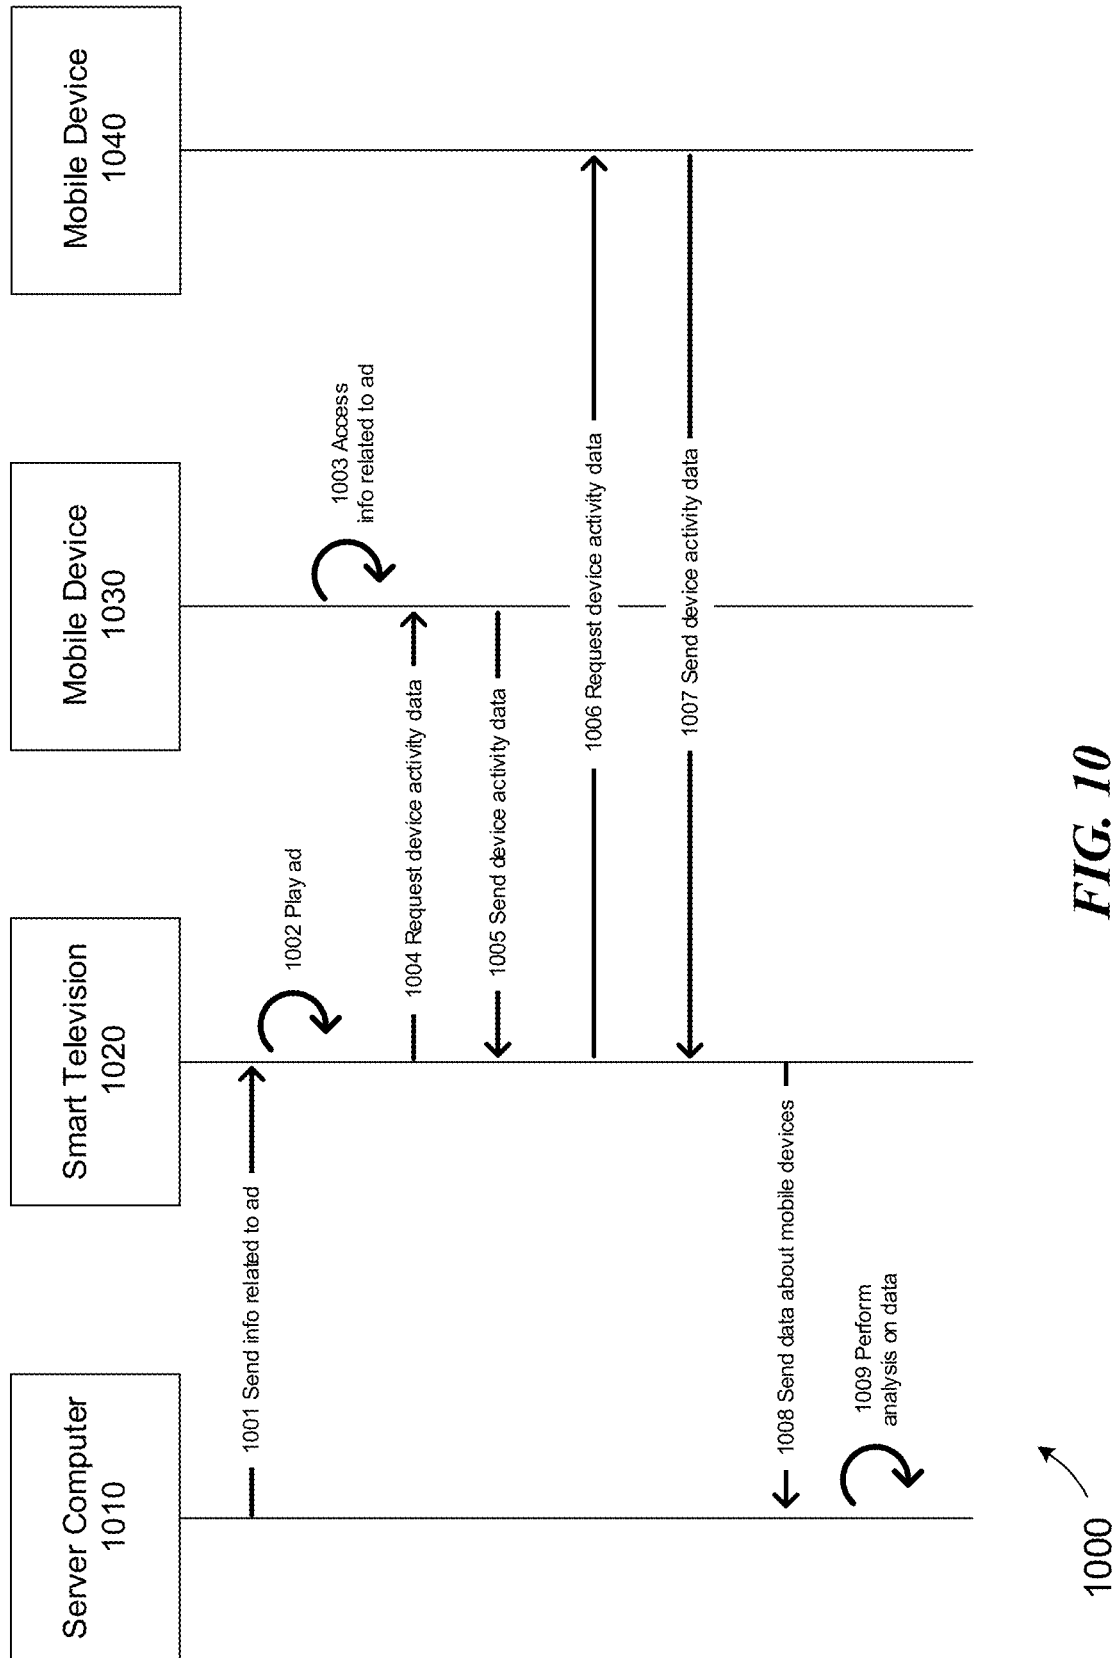 Server Computer
1010
Smart Television
1020
Mobile Device
1030
Mobile Device
1040
1001 Send info related to ad
1002 Play ad
1003 Access
info related to ad
1004 Request device activity data
1005 Send device activity data
1006 Request device activity data
1007 Send device activity data
1008 Send data about mobile devices
1009 Perform
analysis on data
1000
FIG. 10